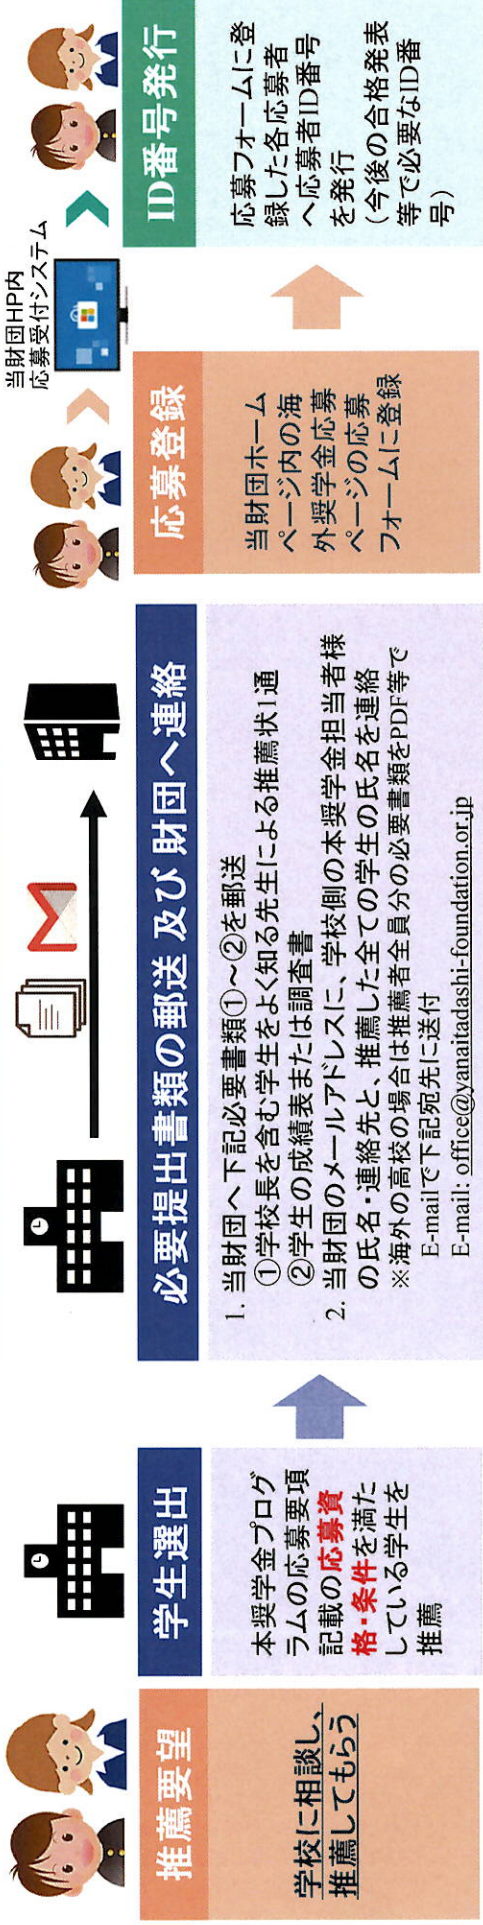 推薦要望
学校に相談し、
推薦してもらう
学生選出
本奨学金プログ
ラムの応募要項
記載の応募資
格・条件を満た
している学生を
推薦
必要提出書類の郵送 及び 財団へ連絡
1. 当財団へ下記必要書類①～②を郵送
①学校長を含む学生をよく知る先生による推薦状1通
②学生の成績表または調査書
2. 当財団のメールアドレスに、学校側の本奨学金担当者様
の氏名・連絡先と、推薦した全ての学生の氏名を連絡
※海外の高校の場合は推薦者全員分の必要書類をPDF等で
E-mailで下記宛先に送付
E-mail: office@yanaitadashi-foundation.or.jp
応募登録
当財団ホーム
ページ内の海
外奨学金応募
ページの応募
フォームに登録
当財団HP内
応募受付システム
ID番号発行
応募フォームに登
録した各応募者
へ応募者ID番号
を発行
(今後の合格発表
等で必要なID番
号)